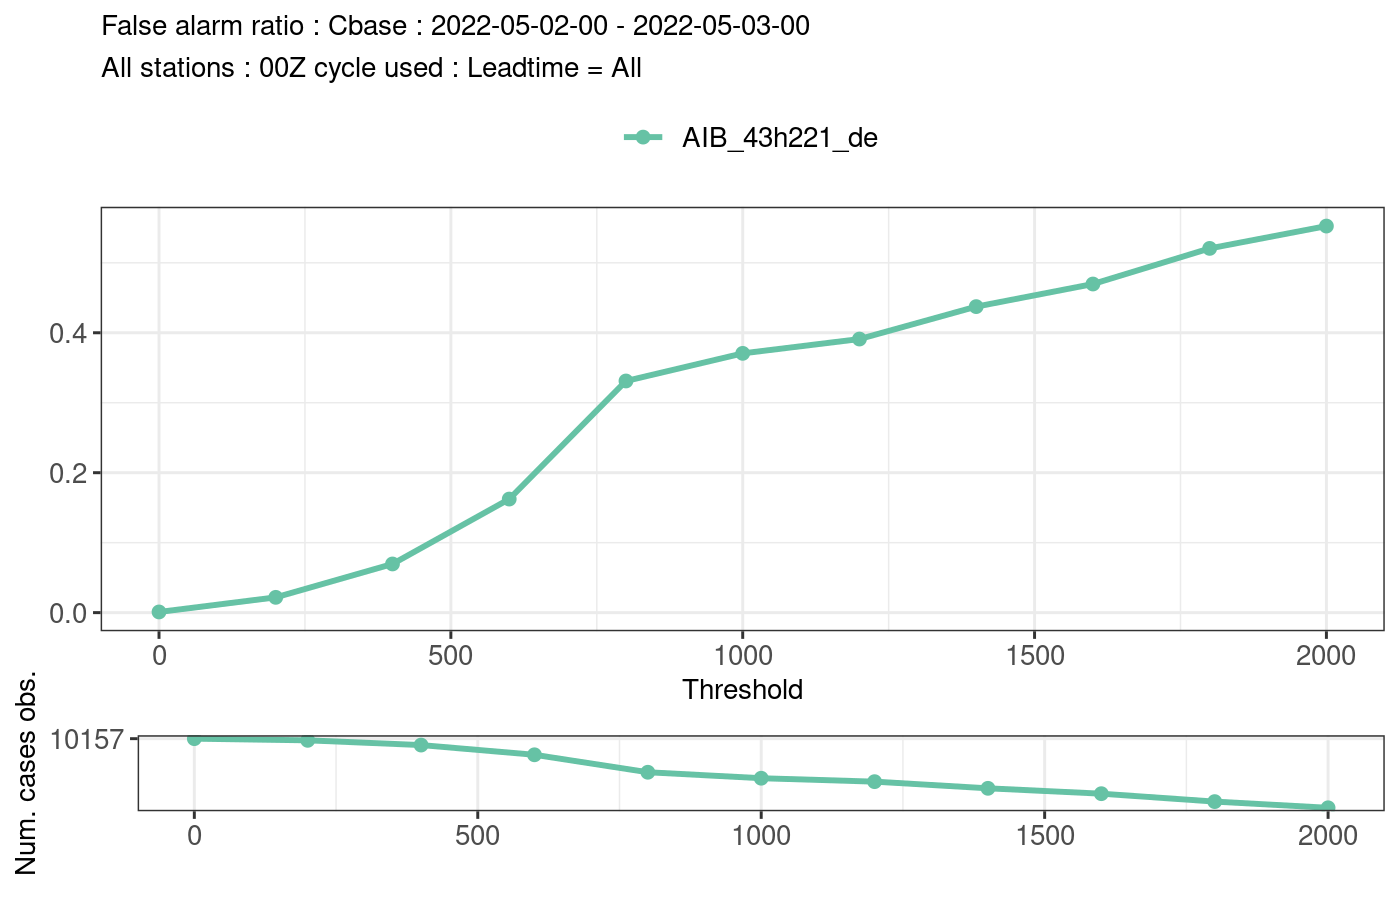 False alarm ratio : Cbase : 2022-05-02-00 - 2022-05-03-00
All stations : 00Z cycle used : Leadtime = All
AIB_43h221_de
0.4
0.2
0.0
0 500 1000 1500 2000
Threshold
Num. cases obs.
10157
0 500 1000 1500 2000